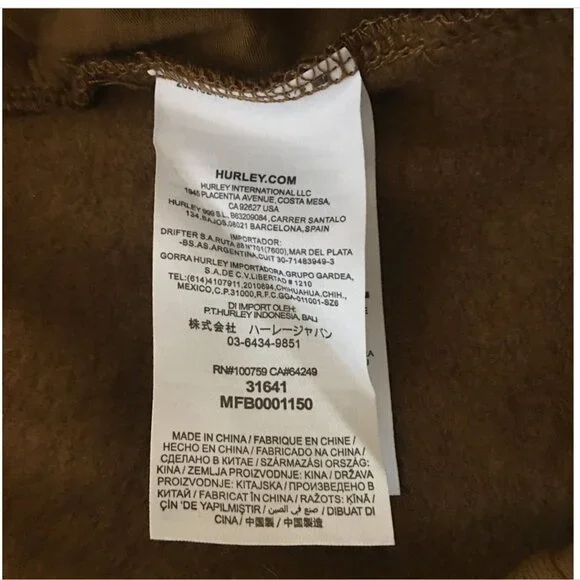 HURLEY.COM
HURLEY INTERNATIONAL LLC
1945 PLACENTIA AVENUE, COSTA MESA,
CA 92627 USA
HURLEY 999 S.L, B63209084, CARRER SANTALO
134, BAJOS, 08021 BARCELONA, SPAIN
IMPORTADOR:
DRIFTER S.A. RUTA 88 Nº701(7600), MAR DEL PLATA
-BS.AS. ARGENTINA, CUIT 30-71483949-3
GORRA HURLEY IMPORTADORA, GRUPO GARDEA,
S.A.DE C.V, LIBERTAD # 1210
TEL:(614)4107911, 2010694, CHIHUAHUA, CHIH.,
MEXICO, C.P.31000, R.F.C.GGA-011001-SZ6
DI IMPORT OLEH:
P.T.HURLEY INDONESIA, BALI
株式会社 ハーレージャパン
03-6434-9851
RN#100759 CA#64249
31641
MFB0001150
MADE IN CHINA / FABRIQUE EN CHINE /
HECHO EN CHINA / FABRICADO NA CHINA /
СДЕЛАНО В КИТАЕ / SZÁRMAZÁSI ORSZÁG:
KINA / ZEMLJA PROIZVODNJE: KINA / DRŽAVA
PROIZVODNJE: KITAJSKA / ПРОИЗВЕДЕНО В
КИТАЙ / FABRICAT ÎN CHINA / RAŽOTS: ĶĪNĀ /
ÇİN 'DE YAPILMIŞTIR / صنع في الصين / DIBUAT DI
CINA / 中国製 / 中国製造